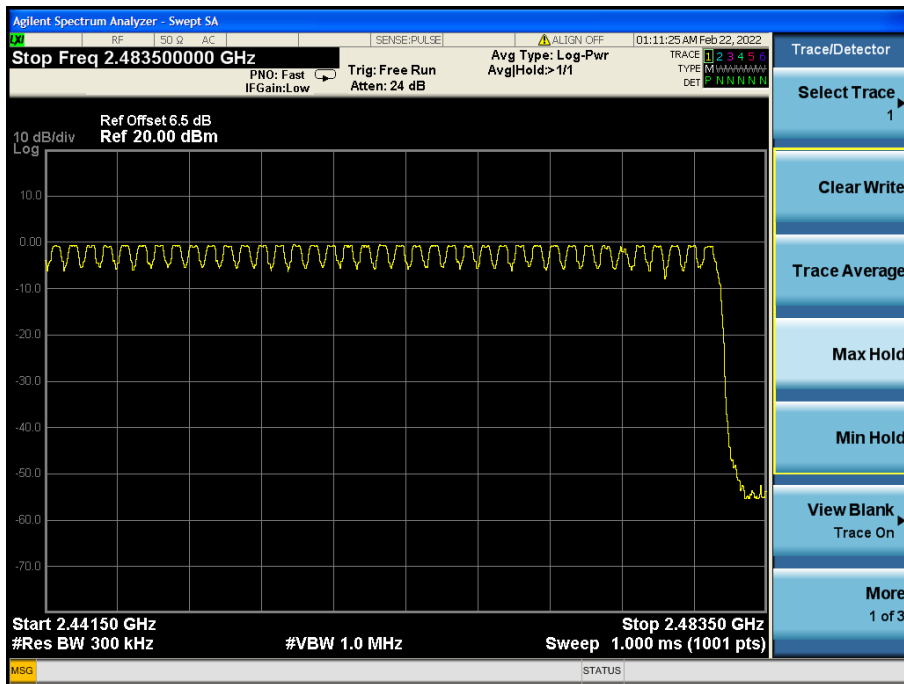 Agilent Spectrum Analyzer - Swept SA
LXI RF 50 Ω AC SENSE:PULSE ALIGN OFF 01:11:25 AM Feb 22, 2022
Stop Freq 2.483500000 GHz
PNO: Fast
IFGain:Low
Trig: Free Run
Atten: 24 dB
Avg Type: Log-Pwr
Avg|Hold:>1/1
TRACE 1 2 3 4 5 6
TYPE M W W W W W
DET P N N N N N
Ref Offset 6.5 dB
10 dB/div Ref 20.00 dBm
Log
10.0
0.00
-10.0
-20.0
-30.0
-40.0
-50.0
-60.0
-70.0
Start 2.44150 GHz Stop 2.48350 GHz
#Res BW 300 kHz #VBW 1.0 MHz Sweep 1.000 ms (1001 pts)
MSG STATUS
Trace/Detector
Select Trace
1
Clear Write
Trace Average
Max Hold
Min Hold
View Blank
Trace On
More
1 of 3